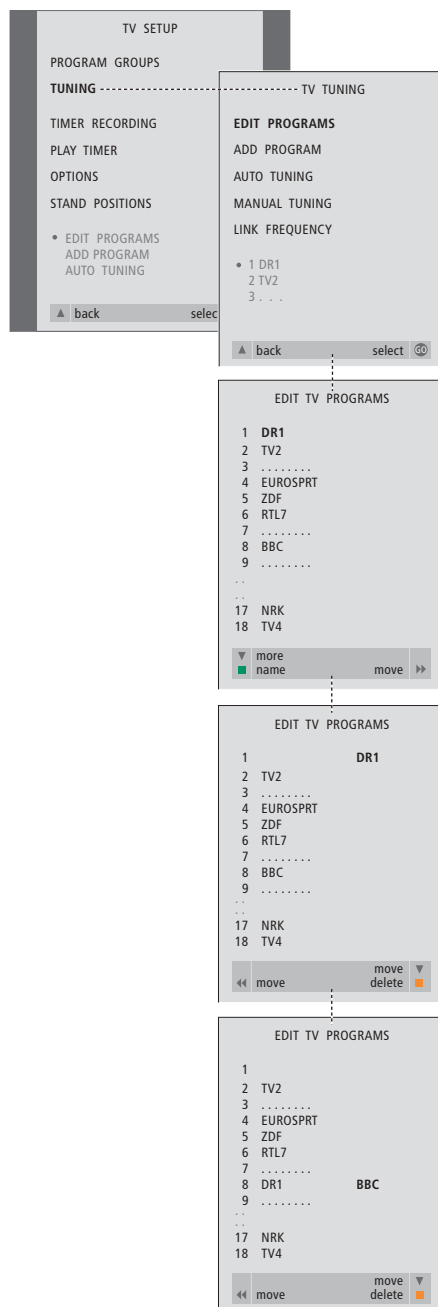 TV SETUP
PROGRAM GROUPS
TUNING
TIMER RECORDING
PLAY TIMER
OPTIONS
STAND POSITIONS
• EDIT PROGRAMS
ADD PROGRAM
AUTO TUNING
▲ back selec
TV TUNING
EDIT PROGRAMS
ADD PROGRAM
AUTO TUNING
MANUAL TUNING
LINK FREQUENCY
• 1 DR1
2 TV2
3 . . .
▲ back select GO
EDIT TV PROGRAMS
1 DR1
2 TV2
3 ........
4 EUROSPRT
5 ZDF
6 RTL7
7 ........
8 BBC
9 ........
. .
. .
17 NRK
18 TV4
▼ more
name move ▶▶
EDIT TV PROGRAMS
1 DR1
2 TV2
3 ........
4 EUROSPRT
5 ZDF
6 RTL7
7 ........
8 BBC
9 ........
. .
. .
17 NRK
18 TV4
move ▼
◀◀ move delete
EDIT TV PROGRAMS
1
2 TV2
3 ........
4 EUROSPRT
5 ZDF
6 RTL7
7 ........
8 DR1 BBC
9 ........
. .
. .
17 NRK
18 TV4
move ▼
◀◀ move delete